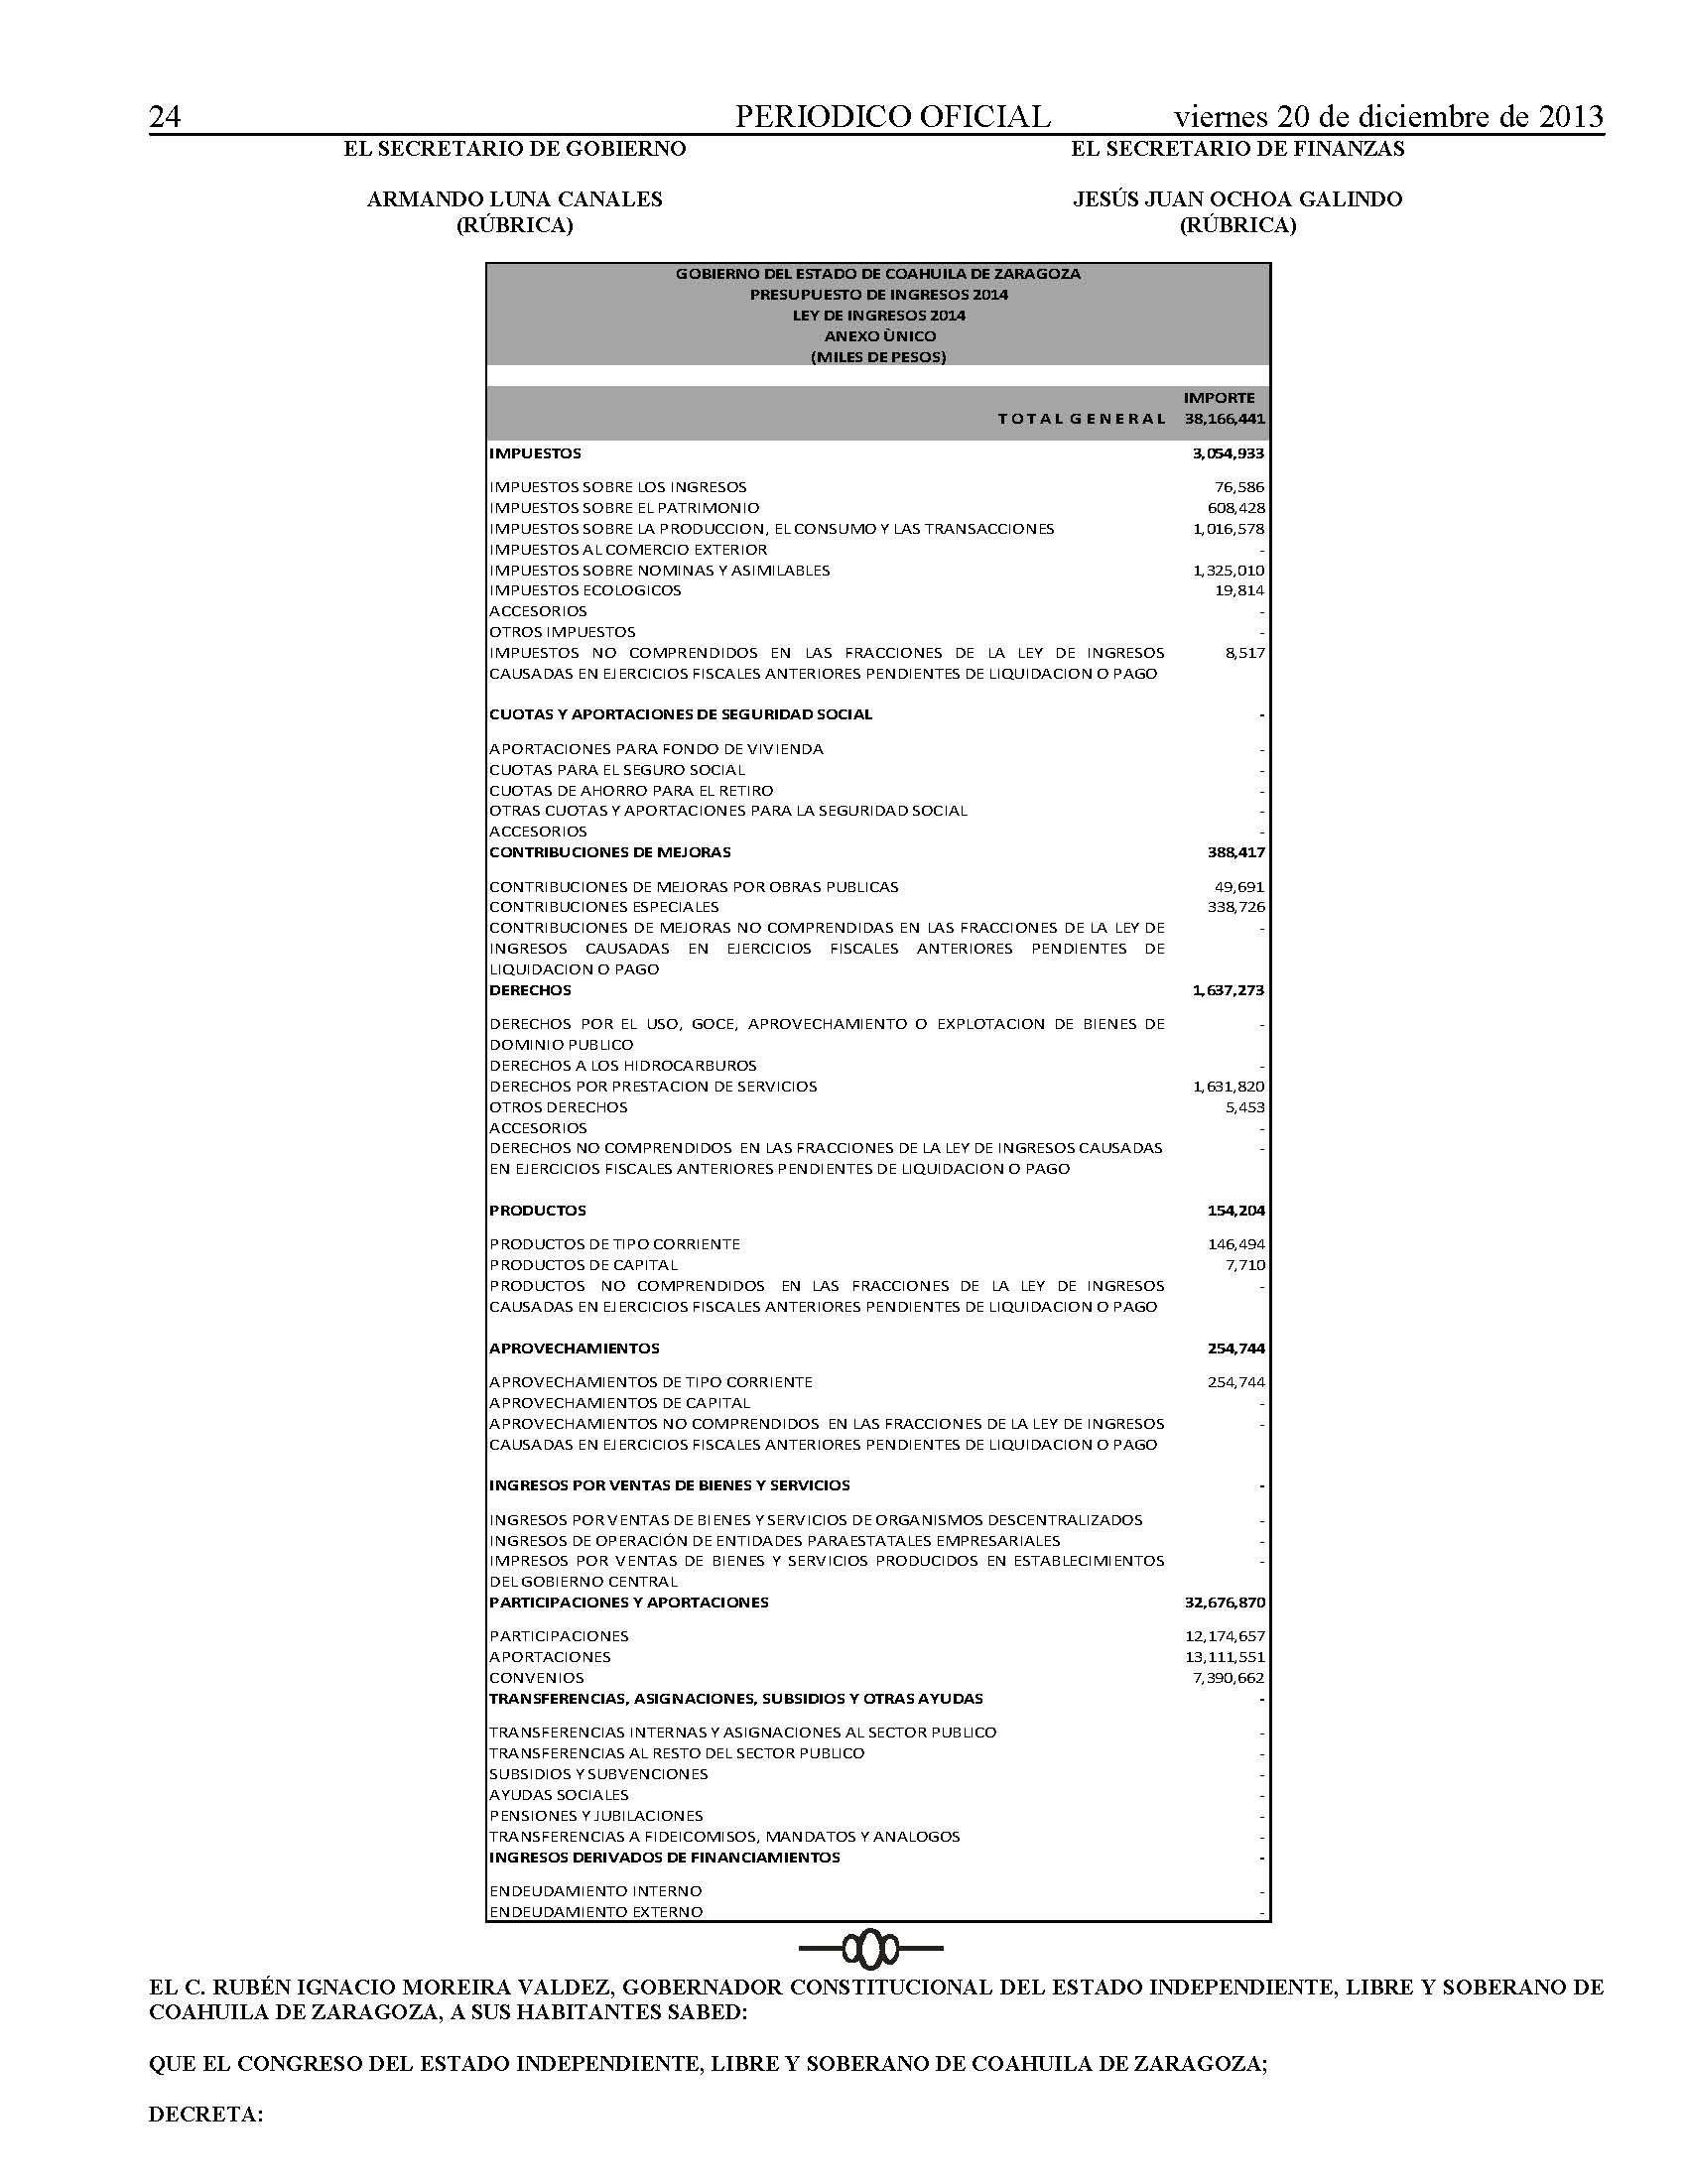 24 PERIODICO OFICIAL viernes 20 de diciembre de 2013
EL SECRETARIO DE GOBIERNO EL SECRETARIO DE FINANZAS
ARMANDO LUNA CANALES JESÚS JUAN OCHOA GALINDO
(RÚBRICA) (RÚBRICA)
GOBIERNO DEL ESTADO DE COAHUILA DE ZARAGOZA
PRESUPUESTO DE INGRESOS 2014
LEY DE INGRESOS 2014
ANEXO ÙNICO
(MILES DE PESOS)
IMPORTE
T O T A L G E N E R A L 38,166,441
IMPUESTOS 3,054,933
IMPUESTOS SOBRE LOS INGRESOS 76,586
IMPUESTOS SOBRE EL PATRIMONIO 608,428
IMPUESTOS SOBRE LA PRODUCCION, EL CONSUMO Y LAS TRANSACCIONES 1,016,578
IMPUESTOS AL COMERCIO EXTERIOR -
IMPUESTOS SOBRE NOMINAS Y ASIMILABLES 1,325,010
IMPUESTOS ECOLOGICOS 19,814
ACCESORIOS -
OTROS IMPUESTOS -
IMPUESTOS NO COMPRENDIDOS EN LAS FRACCIONES DE LA LEY DE INGRESOS 8,517
CAUSADAS EN EJERCICIOS FISCALES ANTERIORES PENDIENTES DE LIQUIDACION O PAGO
CUOTAS Y APORTACIONES DE SEGURIDAD SOCIAL -
APORTACIONES PARA FONDO DE VIVIENDA -
CUOTAS PARA EL SEGURO SOCIAL -
CUOTAS DE AHORRO PARA EL RETIRO -
OTRAS CUOTAS Y APORTACIONES PARA LA SEGURIDAD SOCIAL -
ACCESORIOS -
CONTRIBUCIONES DE MEJORAS 388,417
CONTRIBUCIONES DE MEJORAS POR OBRAS PUBLICAS 49,691
CONTRIBUCIONES ESPECIALES 338,726
CONTRIBUCIONES DE MEJORAS NO COMPRENDIDAS EN LAS FRACCIONES DE LA LEY DE -
INGRESOS CAUSADAS EN EJERCICIOS FISCALES ANTERIORES PENDIENTES DE
LIQUIDACION O PAGO
DERECHOS 1,637,273
DERECHOS POR EL USO, GOCE, APROVECHAMIENTO O EXPLOTACION DE BIENES DE -
DOMINIO PUBLICO
DERECHOS A LOS HIDROCARBUROS -
DERECHOS POR PRESTACION DE SERVICIOS 1,631,820
OTROS DERECHOS 5,453
ACCESORIOS -
DERECHOS NO COMPRENDIDOS EN LAS FRACCIONES DE LA LEY DE INGRESOS CAUSADAS -
EN EJERCICIOS FISCALES ANTERIORES PENDIENTES DE LIQUIDACION O PAGO
PRODUCTOS 154,204
PRODUCTOS DE TIPO CORRIENTE 146,494
PRODUCTOS DE CAPITAL 7,710
PRODUCTOS NO COMPRENDIDOS EN LAS FRACCIONES DE LA LEY DE INGRESOS -
CAUSADAS EN EJERCICIOS FISCALES ANTERIORES PENDIENTES DE LIQUIDACION O PAGO
APROVECHAMIENTOS 254,744
APROVECHAMIENTOS DE TIPO CORRIENTE 254,744
APROVECHAMIENTOS DE CAPITAL -
APROVECHAMIENTOS NO COMPRENDIDOS EN LAS FRACCIONES DE LA LEY DE INGRESOS -
CAUSADAS EN EJERCICIOS FISCALES ANTERIORES PENDIENTES DE LIQUIDACION O PAGO
INGRESOS POR VENTAS DE BIENES Y SERVICIOS -
INGRESOS POR VENTAS DE BIENES Y SERVICIOS DE ORGANISMOS DESCENTRALIZADOS -
INGRESOS DE OPERACIÓN DE ENTIDADES PARAESTATALES EMPRESARIALES -
IMPRESOS POR VENTAS DE BIENES Y SERVICIOS PRODUCIDOS EN ESTABLECIMIENTOS -
DEL GOBIERNO CENTRAL
PARTICIPACIONES Y APORTACIONES 32,676,870
PARTICIPACIONES 12,174,657
APORTACIONES 13,111,551
CONVENIOS 7,390,662
TRANSFERENCIAS, ASIGNACIONES, SUBSIDIOS Y OTRAS AYUDAS -
TRANSFERENCIAS INTERNAS Y ASIGNACIONES AL SECTOR PUBLICO -
TRANSFERENCIAS AL RESTO DEL SECTOR PUBLICO -
SUBSIDIOS Y SUBVENCIONES -
AYUDAS SOCIALES -
PENSIONES Y JUBILACIONES -
TRANSFERENCIAS A FIDEICOMISOS, MANDATOS Y ANALOGOS -
INGRESOS DERIVADOS DE FINANCIAMIENTOS -
ENDEUDAMIENTO INTERNO -
ENDEUDAMIENTO EXTERNO -
EL C. RUBÉN IGNACIO MOREIRA VALDEZ, GOBERNADOR CONSTITUCIONAL DEL ESTADO INDEPENDIENTE, LIBRE Y SOBERANO DE
COAHUILA DE ZARAGOZA, A SUS HABITANTES SABED:
QUE EL CONGRESO DEL ESTADO INDEPENDIENTE, LIBRE Y SOBERANO DE COAHUILA DE ZARAGOZA;
DECRETA: